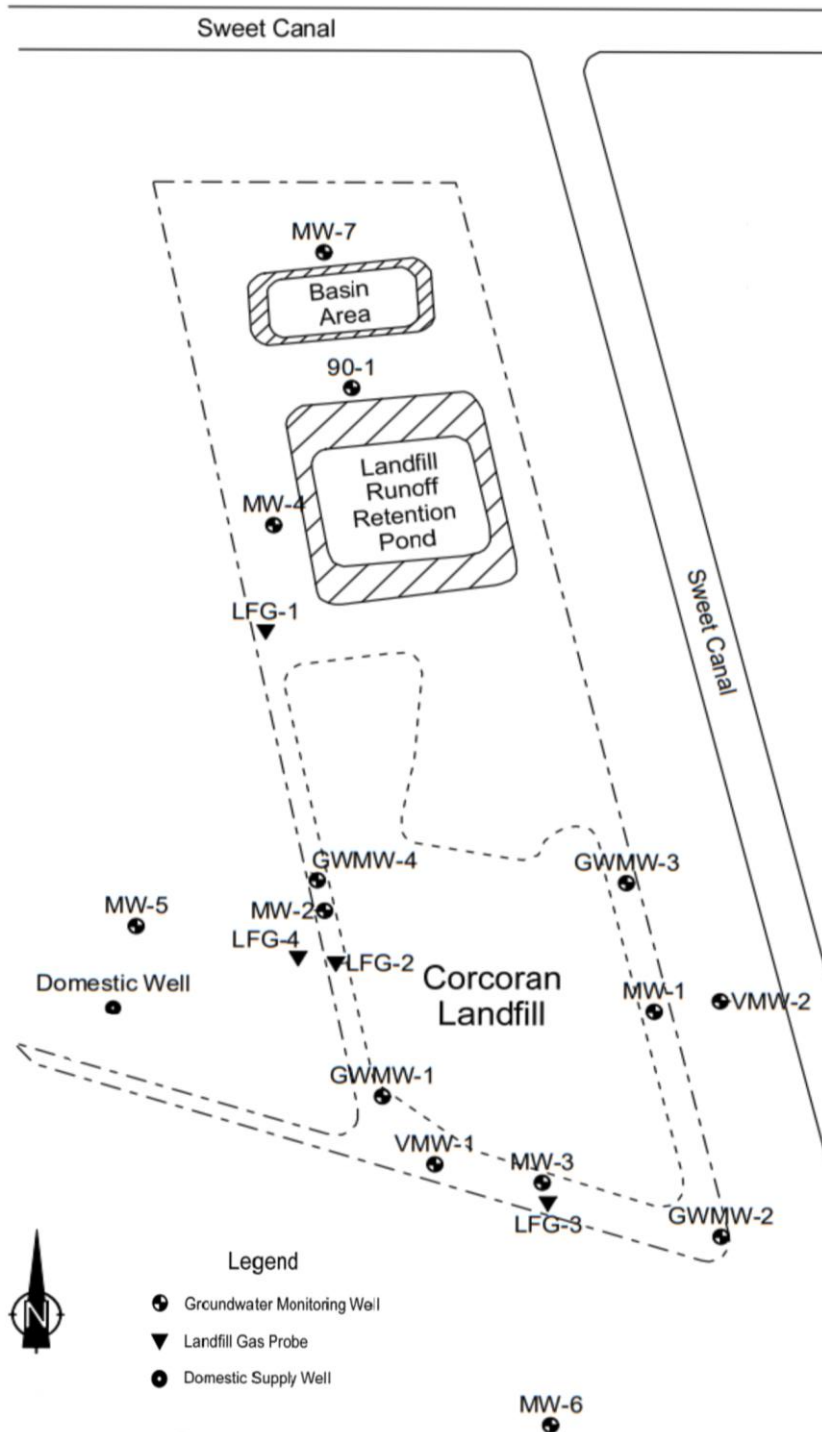 Sweet Canal
MW-7
Basin
Area
90-1
Landfill
Runoff
Retention
Pond
MW-4
LFG-1
Sweet Canal
GWMW-4
GWMW-3
MW-5
MW-2
LFG-4
LFG-2
Domestic Well
Corcoran
Landfill
MW-1
VMW-2
GWMW-1
VMW-1
MW-3
LFG-3
GWMW-2
Legend
N
Groundwater Monitoring Well
Landfill Gas Probe
Domestic Supply Well
MW-6